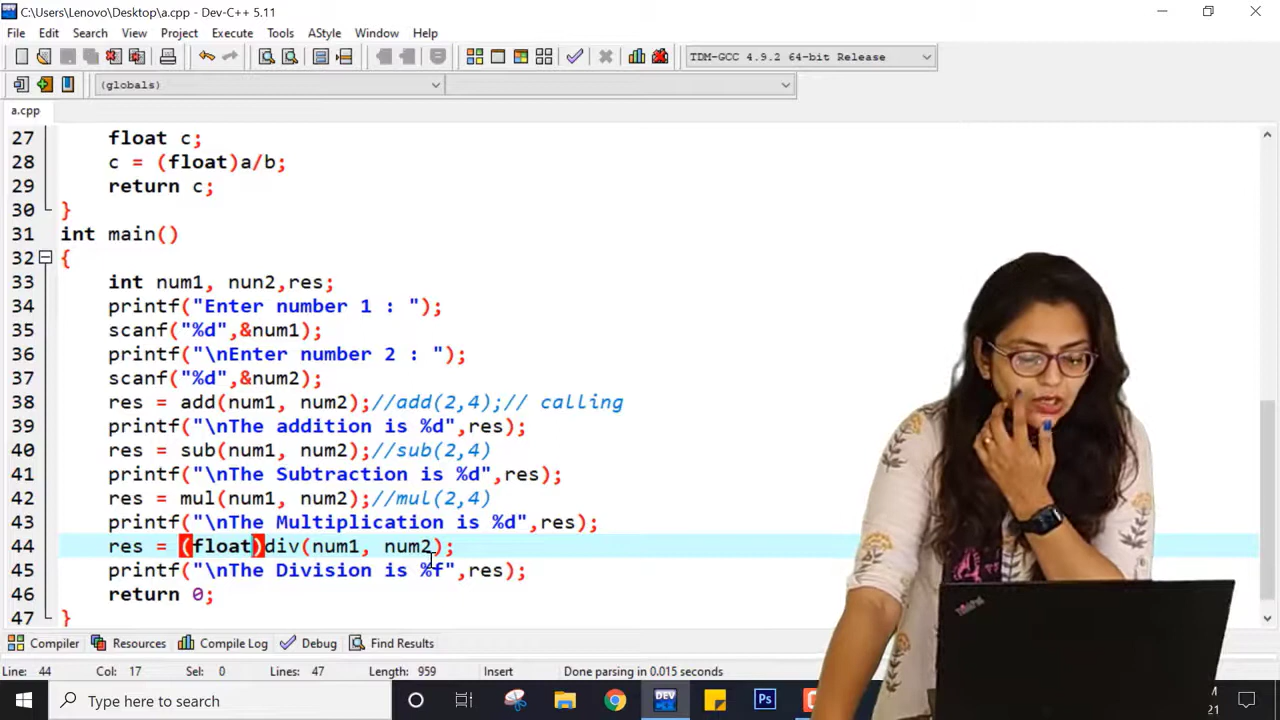 C:\Users\Lenovo\Desktop\a.cpp - Dev-C++ 5.11
File Edit Search View Project Execute Tools AStyle Window Help
TDM-GCC 4.9.2 64-bit Release
(globals)
a.cpp
27 float c;
28 c = (float)a/b;
29 return c;
30 }
31 int main()
32 {
33 int num1, nun2,res;
34 printf("Enter number 1 : ");
35 scanf("%d",&num1);
36 printf("\nEnter number 2 : ");
37 scanf("%d",&num2);
38 res = add(num1, num2);//add(2,4);// calling
39 printf("\nThe addition is %d",res);
40 res = sub(num1, num2);//sub(2,4)
41 printf("\nThe Subtraction is %d",res);
42 res = mul(num1, num2);//mul(2,4)
43 printf("\nThe Multiplication is %d",res);
44 res = (float)div(num1, num2);
45 printf("\nThe Division is %f",res);
46 return 0;
47 }
Compiler Resources Compile Log Debug Find Results
Line: 44 Col: 17 Sel: 0 Lines: 47 Length: 959 Insert Done parsing in 0.015 seconds
Type here to search
DEV
Ps
M
21
ThinkPad